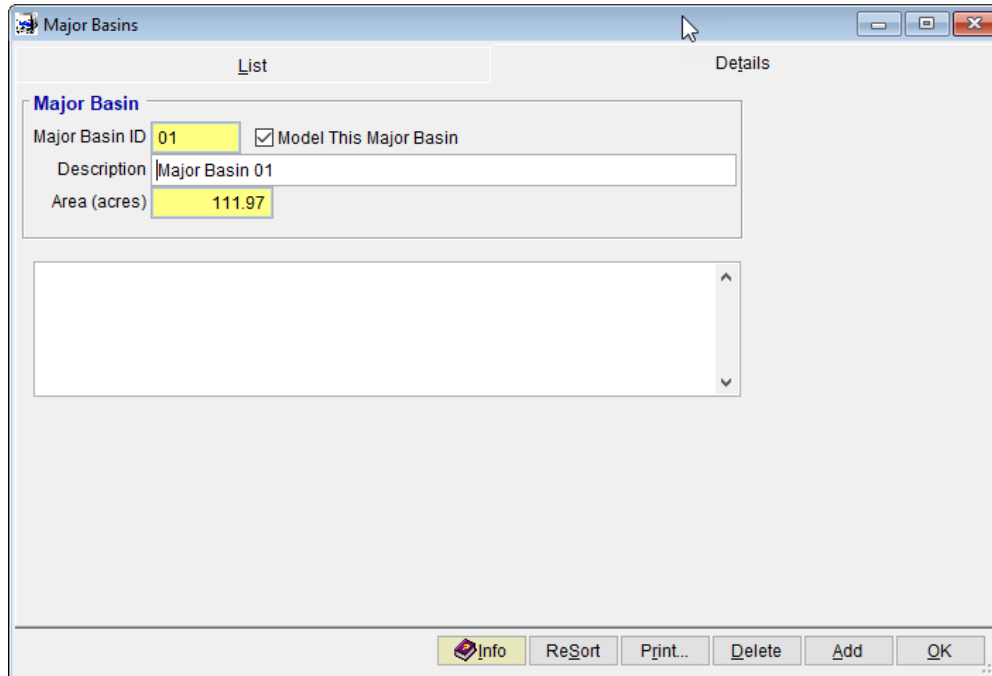 Major Basins
List
Details
Major Basin
Major Basin ID 01 Model This Major Basin
Description Major Basin 01
Area (acres) 111.97
Info ReSort Print... Delete Add OK